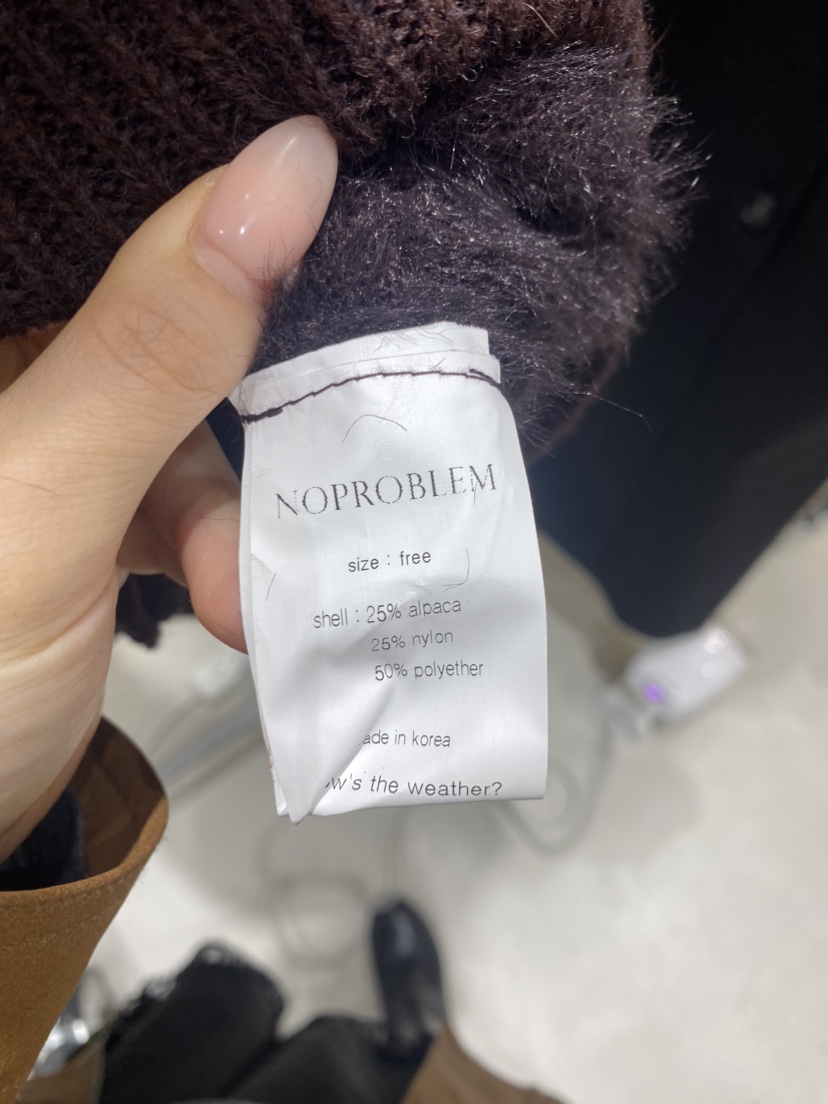 NOPROBLEM
size : free
shell : 25% alpaca
25% nylon
50% polyether
ade in korea
w's the weather?